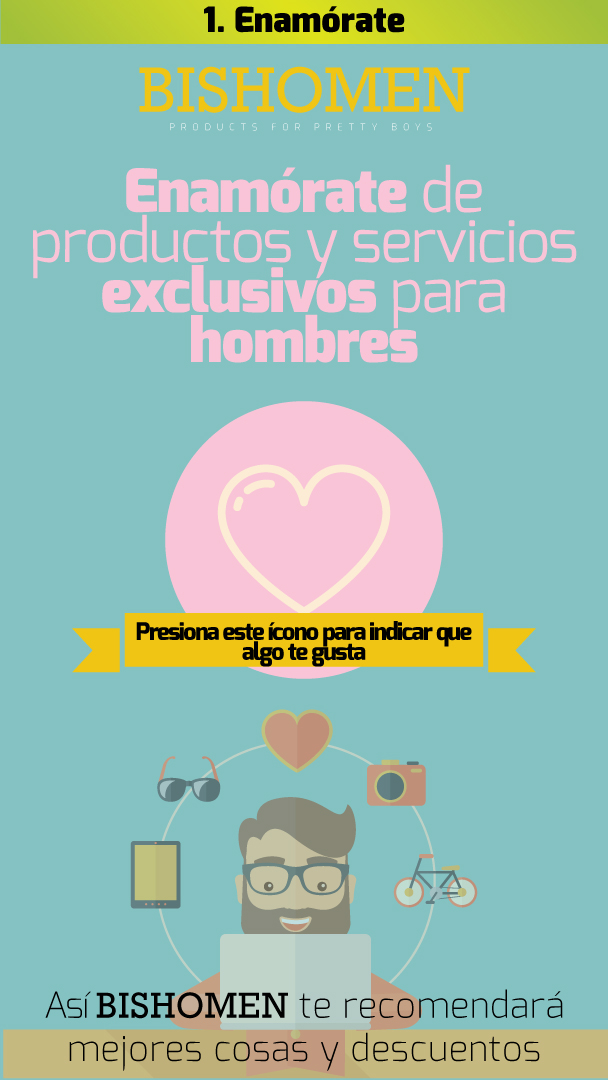 1. Enamórate
BISHOMEN
PRODUCTS FOR PRETTY BOYS
Enamórate de
productos y servicios
exclusivos para
hombres
Presiona este ícono para indicar que
algo te gusta
Así BISHOMEN te recomendará
mejores cosas y descuentos